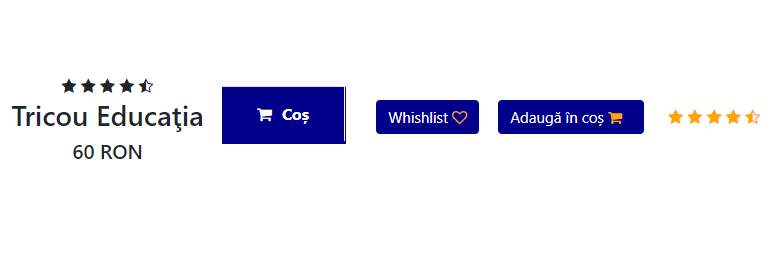 Tricou Educaţia
60 RON
Coș
Whishlist
Adaugă în coș